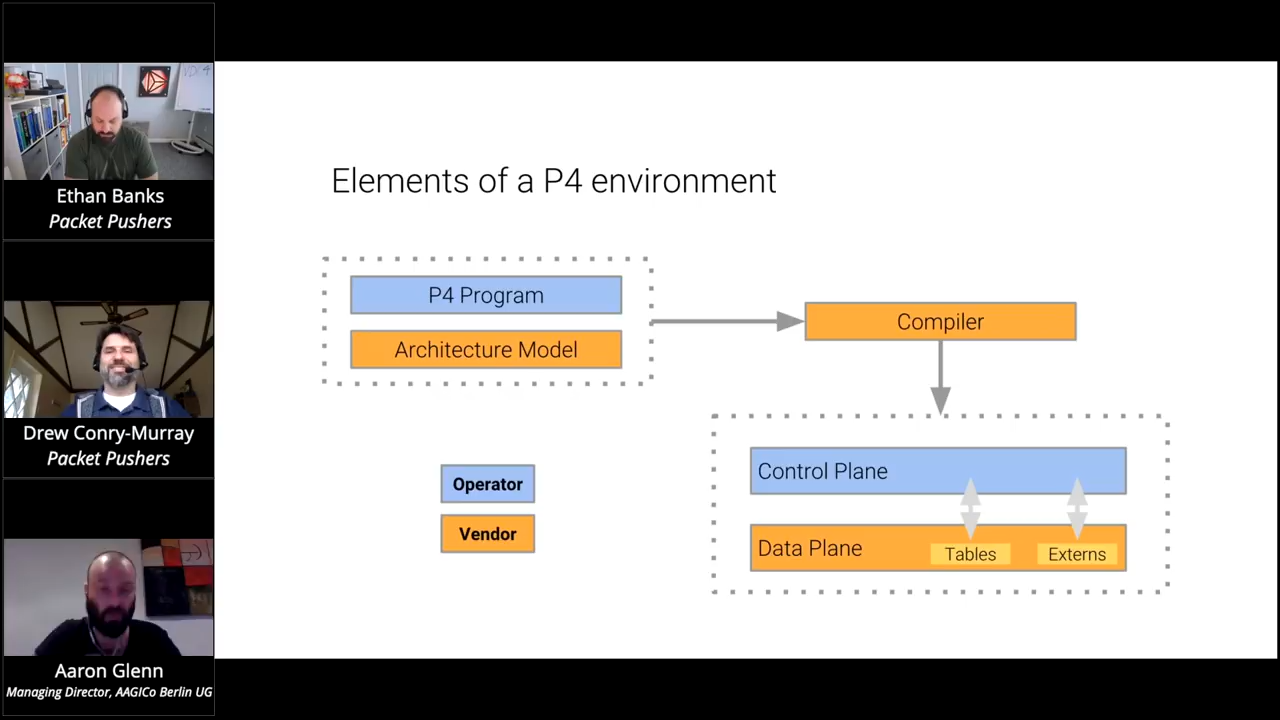 Ethan Banks
Packet Pushers
Drew Conry-Murray
Packet Pushers
Aaron Glenn
Managing Director, AAGICo Berlin UG
Elements of a P4 environment
P4 Program
Architecture Model
Compiler
Operator
Vendor
Control Plane
Data Plane
Tables
Externs